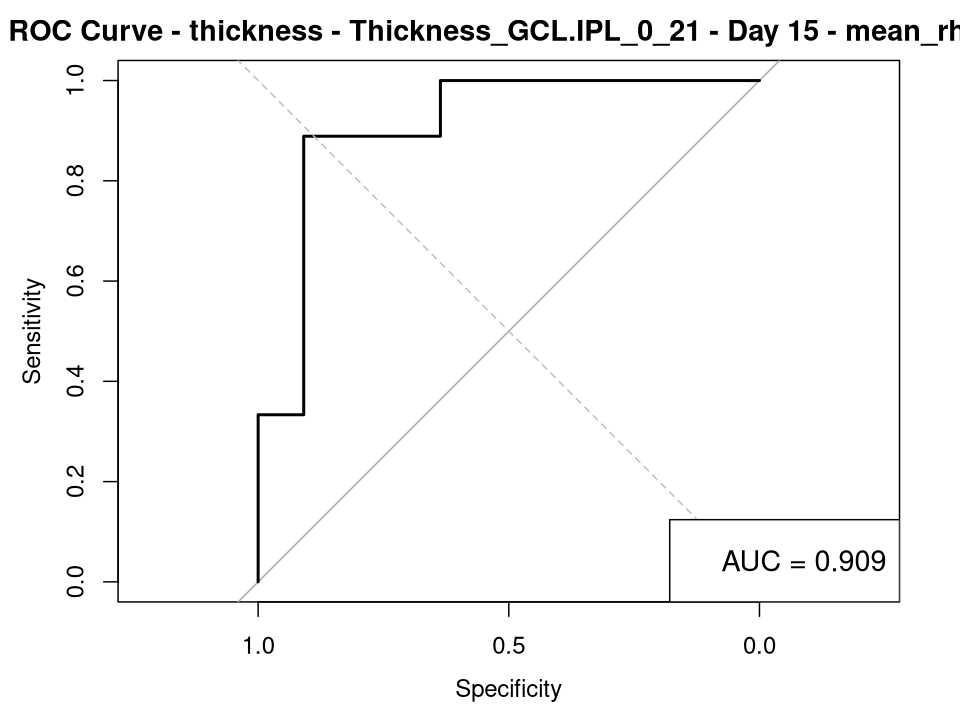 ROC Curve - thickness - Thickness_GCL.IPL_0_21 - Day 15 - mean_rh
1.0
0.8
0.6
0.4
0.2
0.0
Sensitivity
AUC = 0.909
1.0 0.5 0.0
Specificity